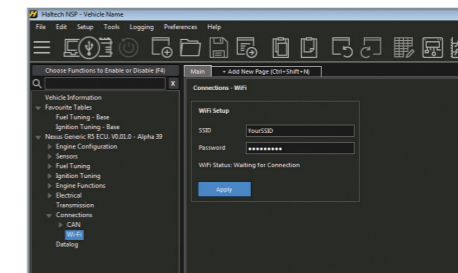 Haltech NSP - Vehicle Name
File Edit Setup Tools Logging Preferences Help
Choose Functions to Enable or Disable (F4)
Main + Add New Page (Ctrl+Shift+N)
X
Connections - WiFi
Vehicle Information
Favourite Tables
Fuel Tuning - Base
Ignition Tuning - Base
Nexus Generic R5 ECU, V0.01.0 - Alpha 39
Engine Configuration
Sensors
Fuel Tuning
Ignition Tuning
Engine Functions
Electrical
Transmission
Connections
CAN
Wi-Fi
Datalog
WiFi Setup
SSID YourSSID
Password •••••••••
WiFi Status: Waiting for Connection
Apply